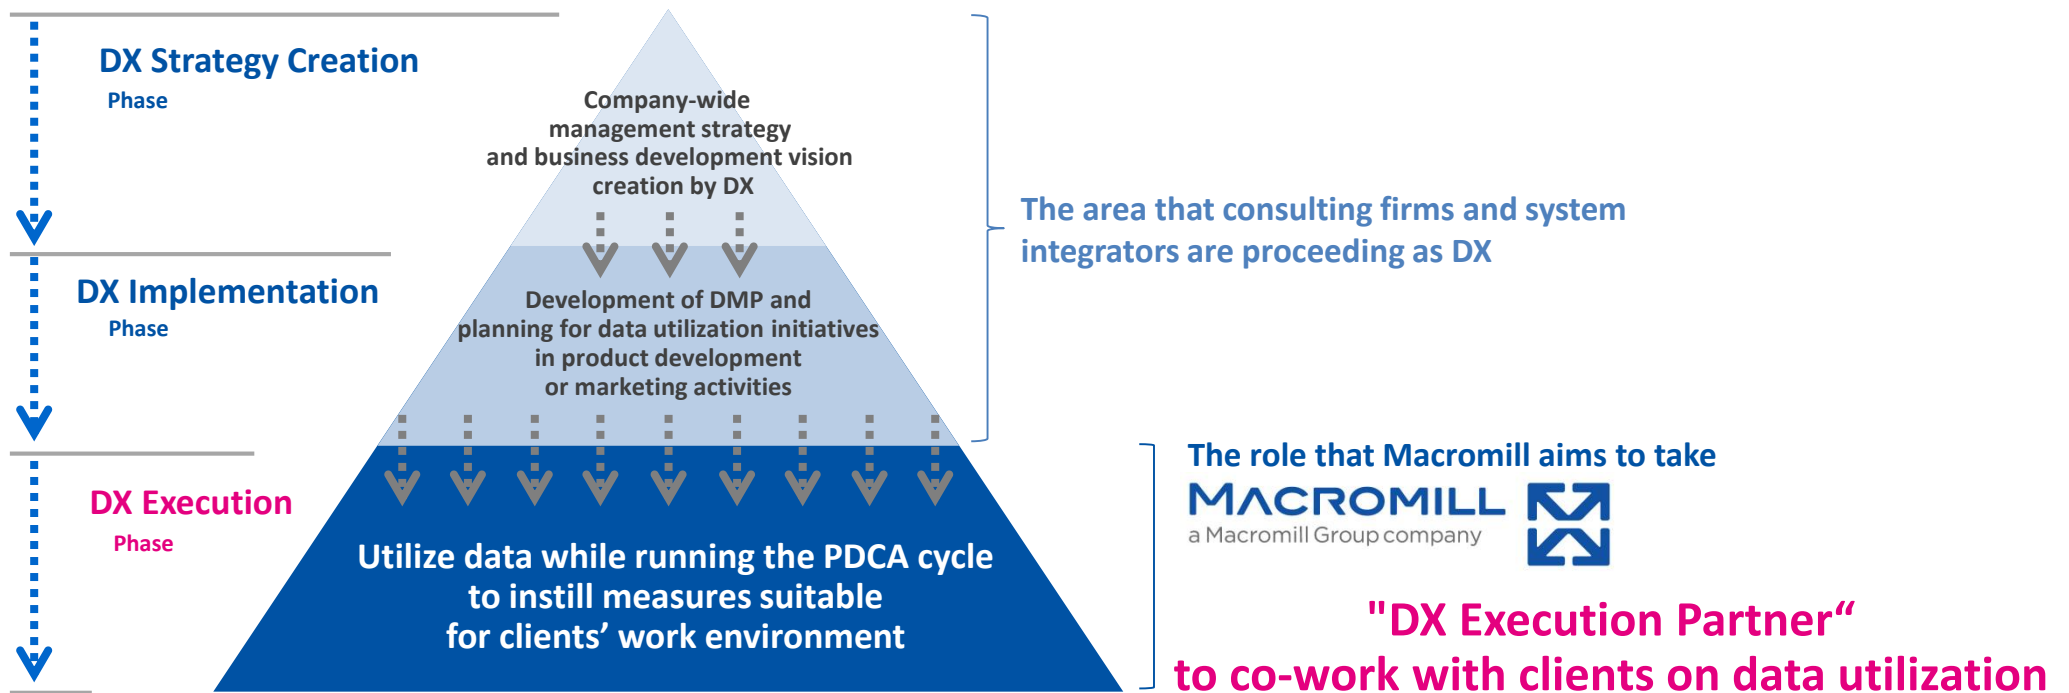 DX Strategy Creation
Phase
Company-wide
management strategy
and business development vision
creation by DX
The area that consulting firms and system
integrators are proceeding as DX
DX Implementation
Phase
Development of DMP and
planning for data utilization initiatives
in product development
or marketing activities
DX Execution
Phase
Utilize data while running the PDCA cycle
to instill measures suitable
for clients’ work environment
The role that Macromill aims to take
MACROMILL
a Macromill Group company
"DX Execution Partner“
to co-work with clients on data utilization